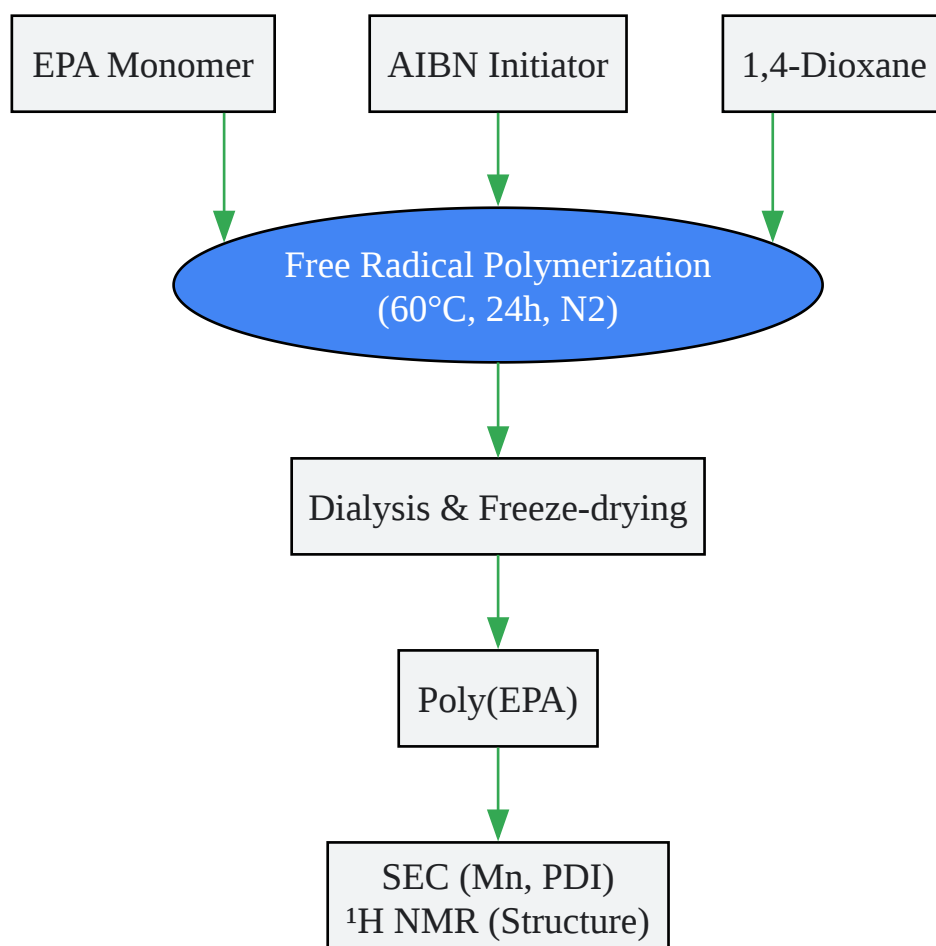 EPA Monomer
AIBN Initiator
1,4-Dioxane
Free Radical Polymerization
(60°C, 24h, N2)
Dialysis & Freeze-drying
Poly(EPA)
SEC (Mn, PDI)
¹H NMR (Structure)